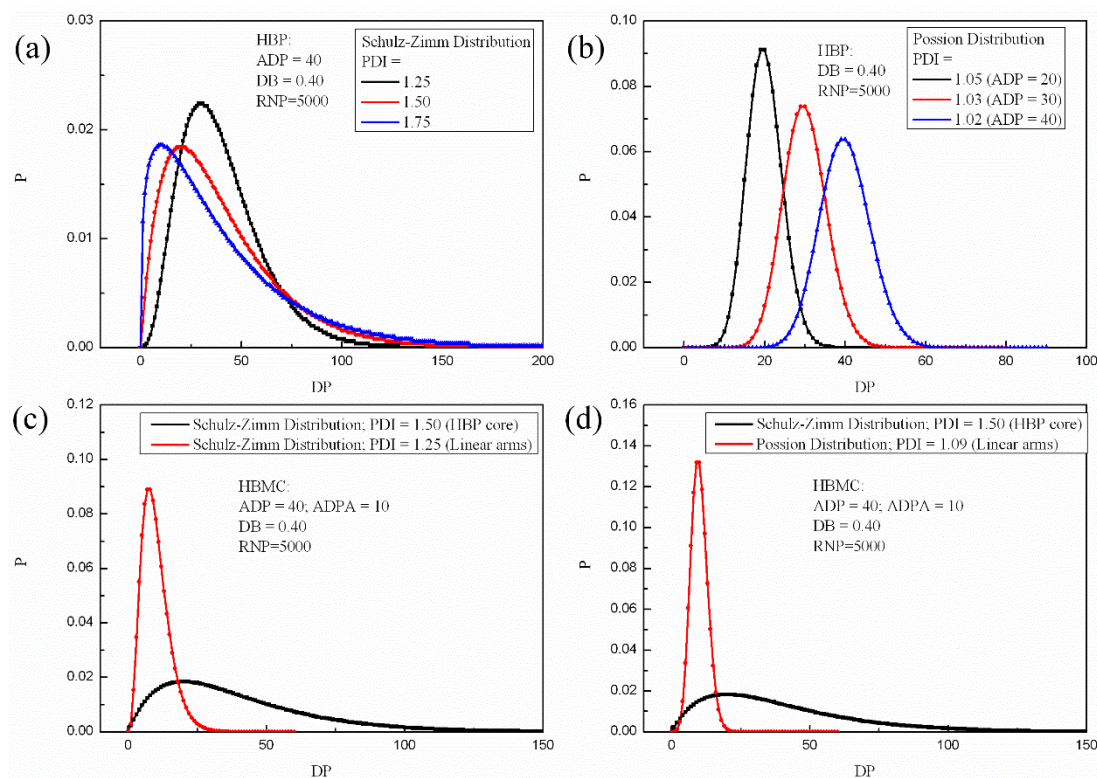 (a)
HBP:
ADP = 40
DB = 0.40
RNP=5000
Schulz-Zimm Distribution
PDI =
1.25
1.50
1.75
0.03
0.02
0.01
0.00
P
0
50
100
150
200
DP
(b)
HBP:
DB = 0.40
RNP=5000
Possion Distribution
PDI =
1.05 (ADP = 20)
1.03 (ADP = 30)
1.02 (ADP = 40)
0.10
0.08
0.06
0.04
0.02
0.00
P
0
20
40
60
80
100
DP
(c)
Schulz-Zimm Distribution; PDI = 1.50 (HBP core)
Schulz-Zimm Distribution; PDI = 1.25 (Linear arms)
HBMC:
ADP = 40; ADPA = 10
DB = 0.40
RNP=5000
0.12
0.10
0.08
0.06
0.04
0.02
0.00
P
0
50
100
150
DP
(d)
Schulz-Zimm Distribution; PDI = 1.50 (HBP core)
Possion Distribution; PDI = 1.09 (Linear arms)
HBMC:
ADP = 40; ADPA = 10
DB = 0.40
RNP=5000
0.16
0.14
0.12
0.10
0.08
0.06
0.04
0.02
0.00
P
0
50
100
150
DP